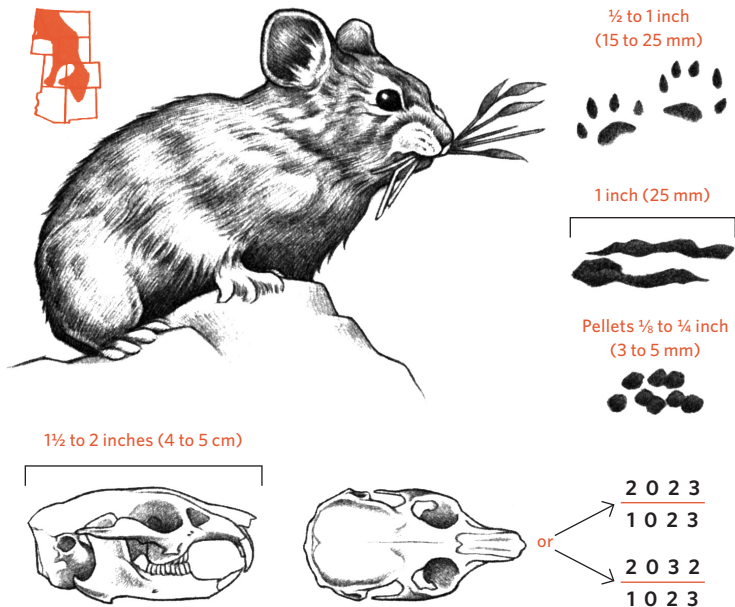 ½ to 1 inch
(15 to 25 mm)
1 inch (25 mm)
Pellets ⅛ to ¼ inch
(3 to 5 mm)
1½ to 2 inches (4 to 5 cm)
or
2 0 2 3
1 0 2 3
2 0 3 2
1 0 2 3